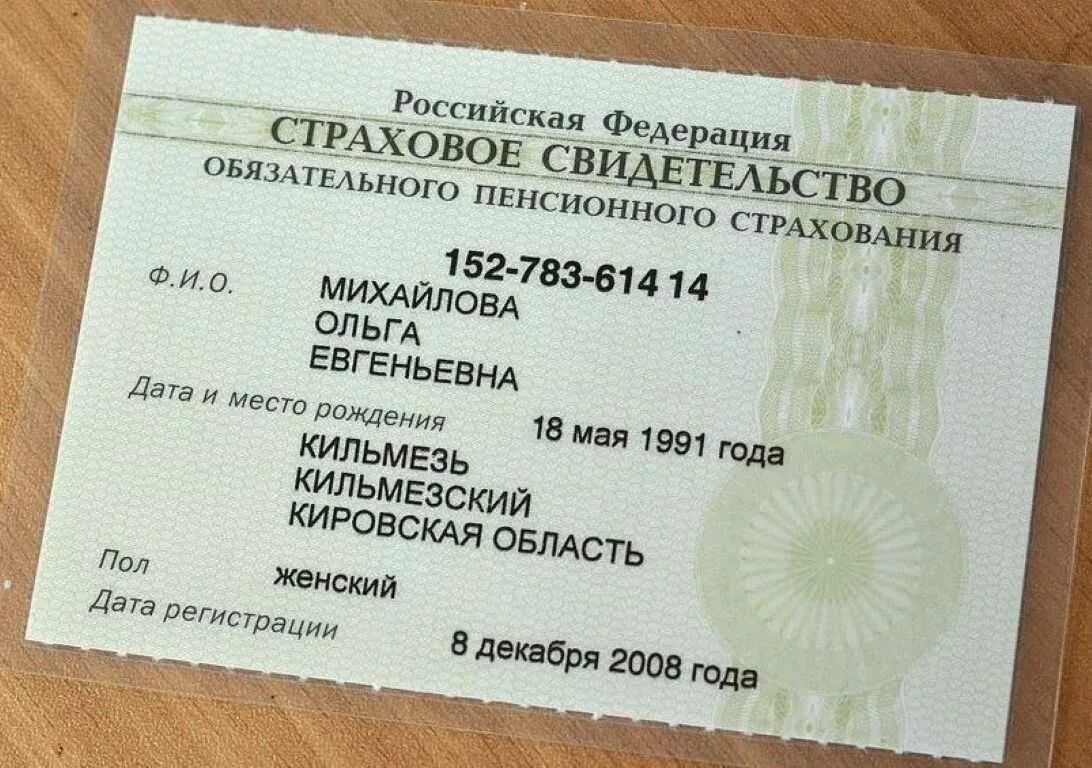 Российская Федерация
СТРАХОВОЕ СВИДЕТЕЛЬСТВО
ОБЯЗАТЕЛЬНОГО ПЕНСИОННОГО СТРАХОВАНИЯ
152-783-614 14
Ф.И.О. МИХАЙЛОВА
ОЛЬГА
ЕВГЕНЬЕВНА
Дата и место рождения 18 мая 1991 года
КИЛЬМЕЗЬ
КИЛЬМЕЗСКИЙ
КИРОВСКАЯ ОБЛАСТЬ
Пол женский
Дата регистрации 8 декабря 2008 года